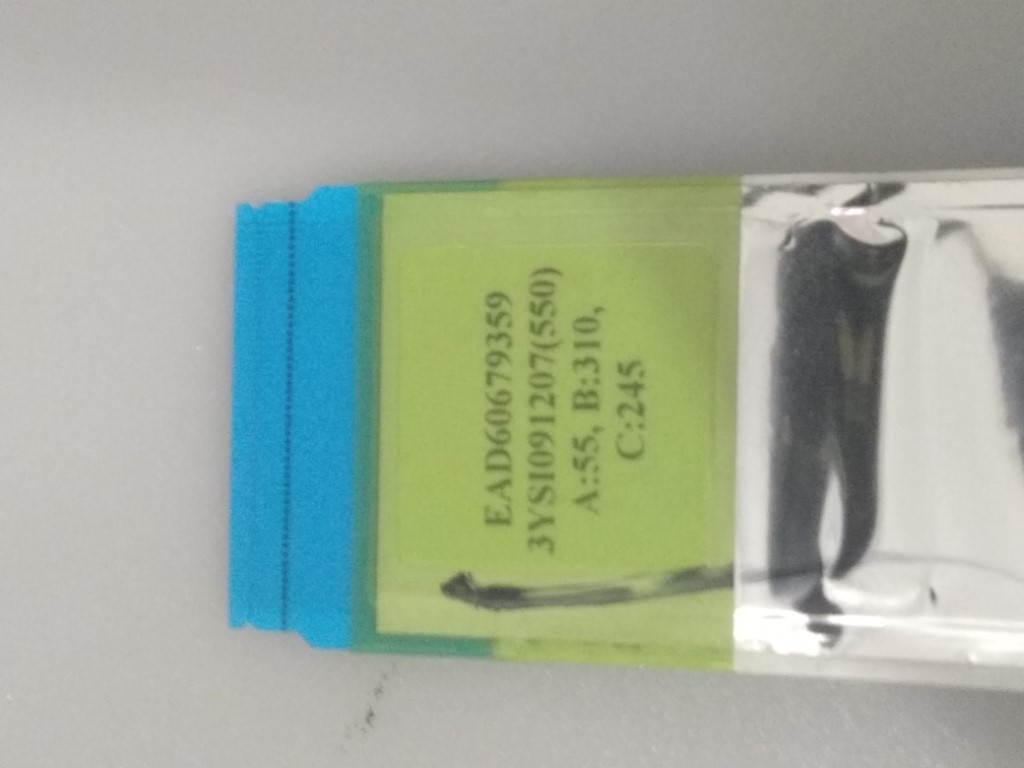 EAD60679359
3YSI091207(550)
A:55, B:310,
C:245